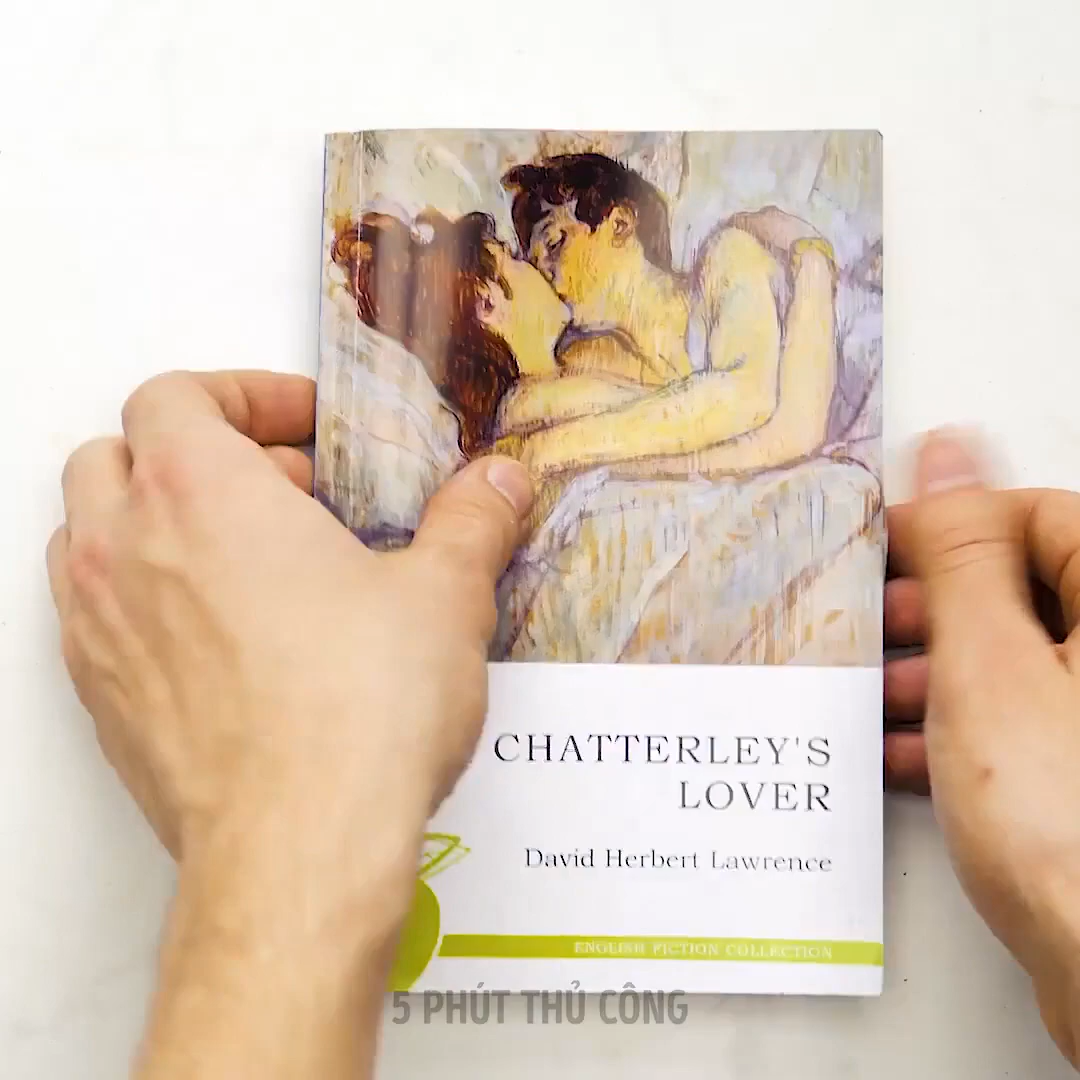 CHATTERLEY'S
LOVER
David Herbert Lawrence
ENGLISH FICTION COLLECTION
5 PHÚT THỦ CÔNG